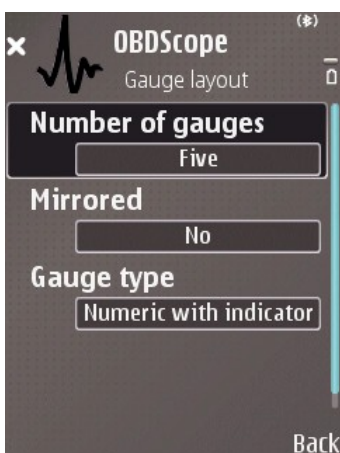 OBDScope
Gauge layout
Number of gauges
Five
Mirrored
No
Gauge type
Numeric with indicator
Back